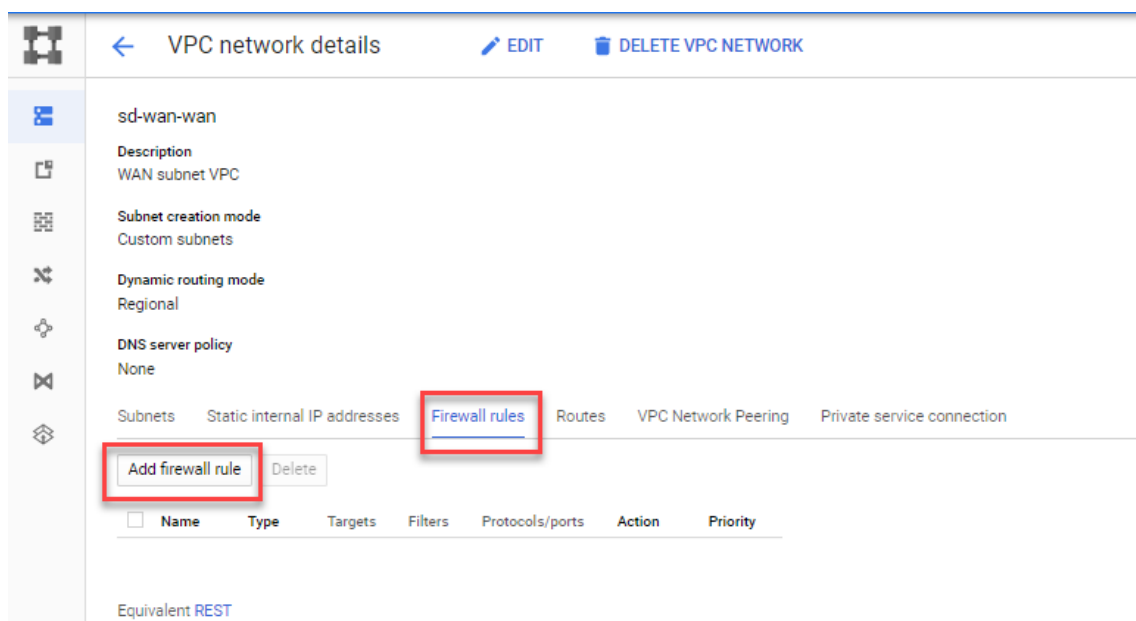 VPC network details EDIT DELETE VPC NETWORK
sd-wan-wan
Description
WAN subnet VPC
Subnet creation mode
Custom subnets
Dynamic routing mode
Regional
DNS server policy
None
Subnets Static internal IP addresses Firewall rules Routes VPC Network Peering Private service connection
Add firewall rule Delete
Name Type Targets Filters Protocols/ports Action Priority
Equivalent REST